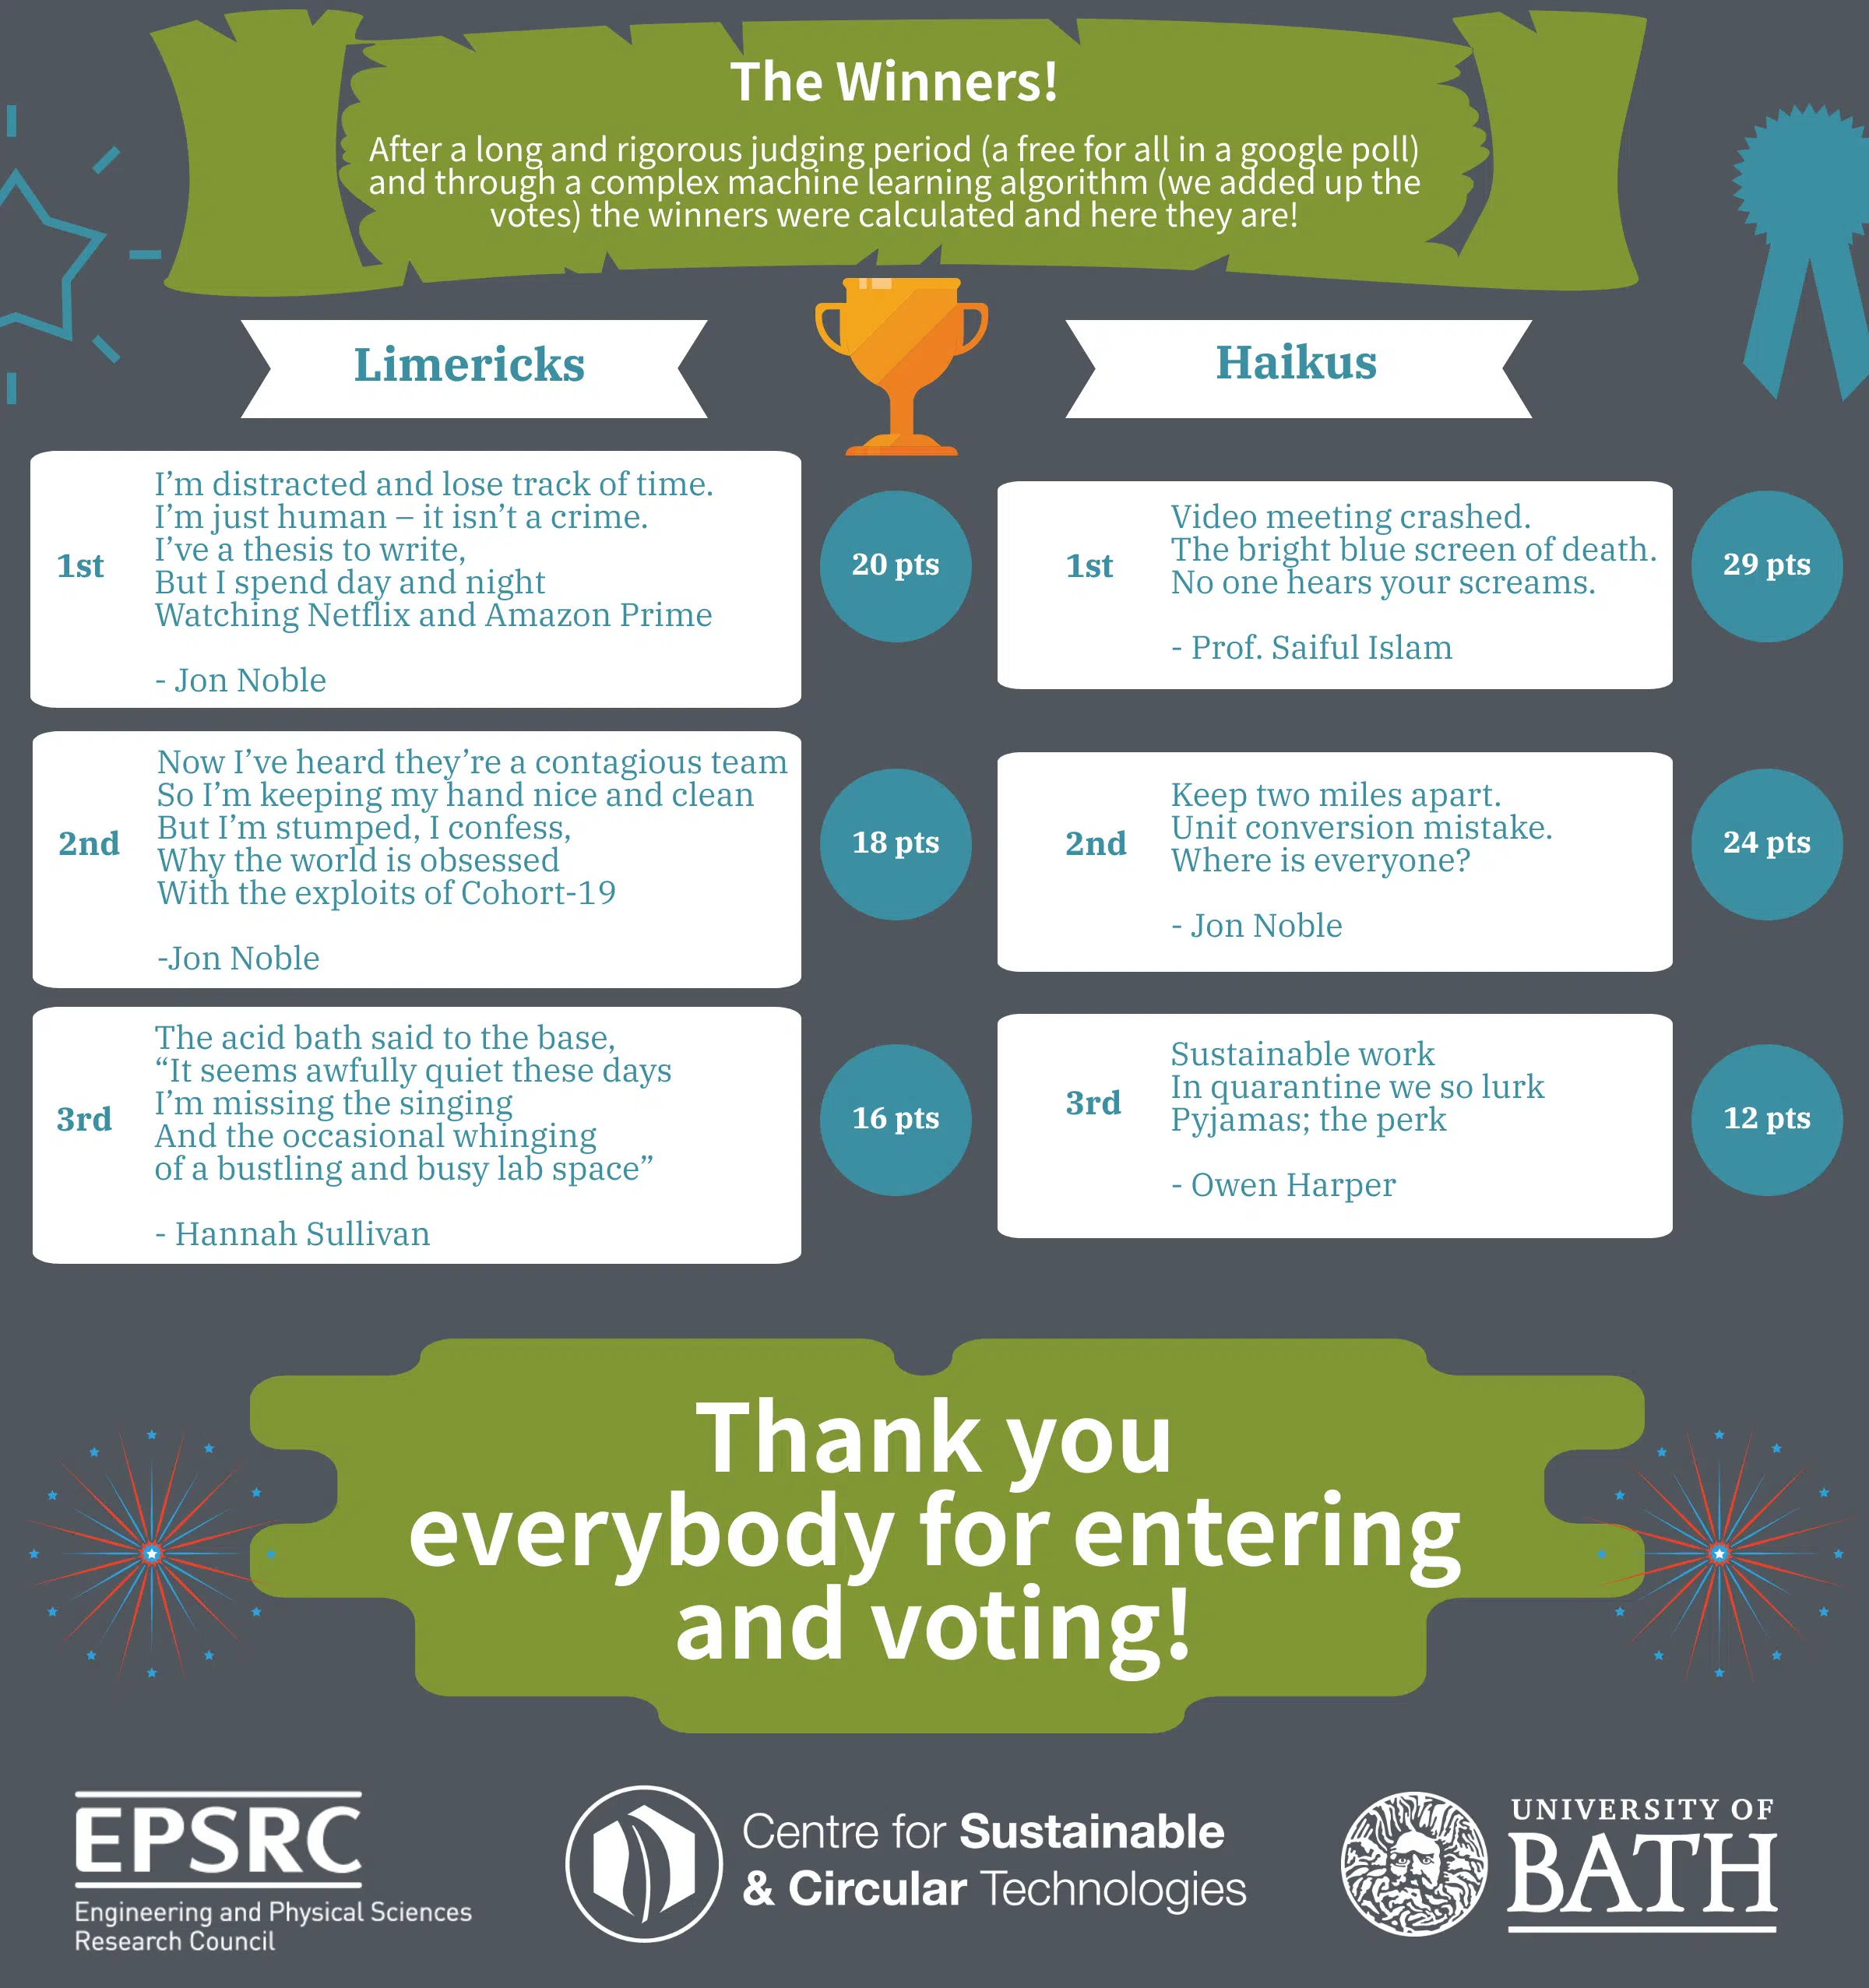 The Winners!
After a long and rigorous judging period (a free for all in a google poll)
and through a complex machine learning algorithm (we added up the
votes) the winners were calculated and here they are!
Limericks
1st
I’m distracted and lose track of time.
I’m just human – it isn’t a crime.
I’ve a thesis to write,
But I spend day and night
Watching Netflix and Amazon Prime
- Jon Noble
20 pts
2nd
Now I’ve heard they’re a contagious team
So I’m keeping my hand nice and clean
But I’m stumped, I confess,
Why the world is obsessed
With the exploits of Cohort-19
-Jon Noble
18 pts
3rd
The acid bath said to the base,
“It seems awfully quiet these days
I’m missing the singing
And the occasional whinging
of a bustling and busy lab space”
- Hannah Sullivan
16 pts
Haikus
1st
Video meeting crashed.
The bright blue screen of death.
No one hears your screams.
- Prof. Saiful Islam
29 pts
2nd
Keep two miles apart.
Unit conversion mistake.
Where is everyone?
- Jon Noble
24 pts
3rd
Sustainable work
In quarantine we so lurk
Pyjamas; the perk
- Owen Harper
12 pts
Thank you
everybody for entering
and voting!
EPSRC
Engineering and Physical Sciences
Research Council
Centre for Sustainable
& Circular Technologies
UNIVERSITY OF
BATH